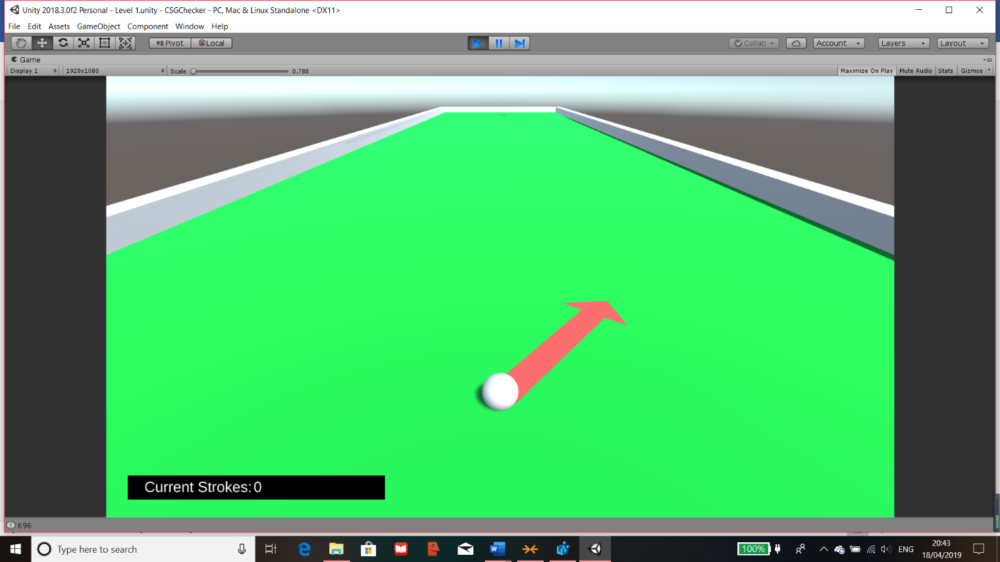 Unity 2018.3.0f2 Personal - Level 1.unity - CSGChecker - PC, Mac & Linux Standalone <DX11>
File Edit Assets GameObject Component Window Help
Pivot Local Collab Account Layers Layout
Game
Display 1 1920x1080 Scale 0.788 Maximize On Play Mute Audio Stats Gizmos
Current Strokes: 0
696
Type here to search 100% ENG 20:43
18/04/2019